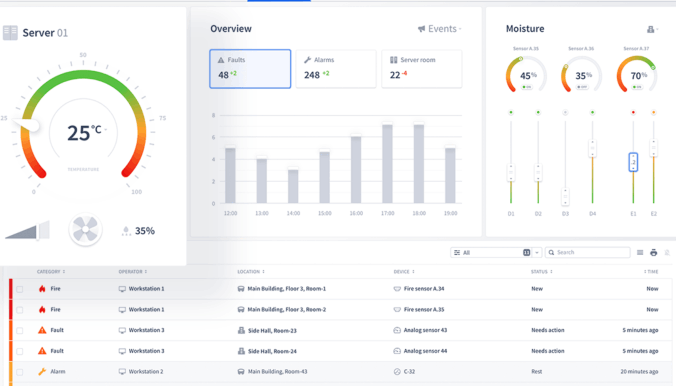 Server 01
50
25
75
25°C
TEMPERATURE
0
100
35%
Overview
Events
Faults
48 +2
Alarms
248 +2
Server room
22 -4
8
6
4
2
0
12:00 13:00 14:00 15:00 16:00 17:00 18:00 19:00
Moisture
Sensor A.35 Sensor A.36 Sensor A.37
45% 35% 70%
D1 D2 D3 D4 E1 E2
All
Search
CATEGORY OPERATOR LOCATION DEVICE STATUS TIME
Fire Workstation 1 Main Building, Floor 3, Room-1 Fire sensor A.34 New Now
Fire Workstation 1 Main Building, Floor 3, Room-2 Fire sensor A.35 New Now
Fault Workstation 3 Side Hall, Room-23 Analog sensor 43 Needs action 5 minutes ago
Fault Workstation 3 Side Hall, Room-24 Analog sensor 44 Needs action 5 minutes ago
Alarm Workstation 2 Main Building, Room-43 C-32 Rest 20 minutes ago